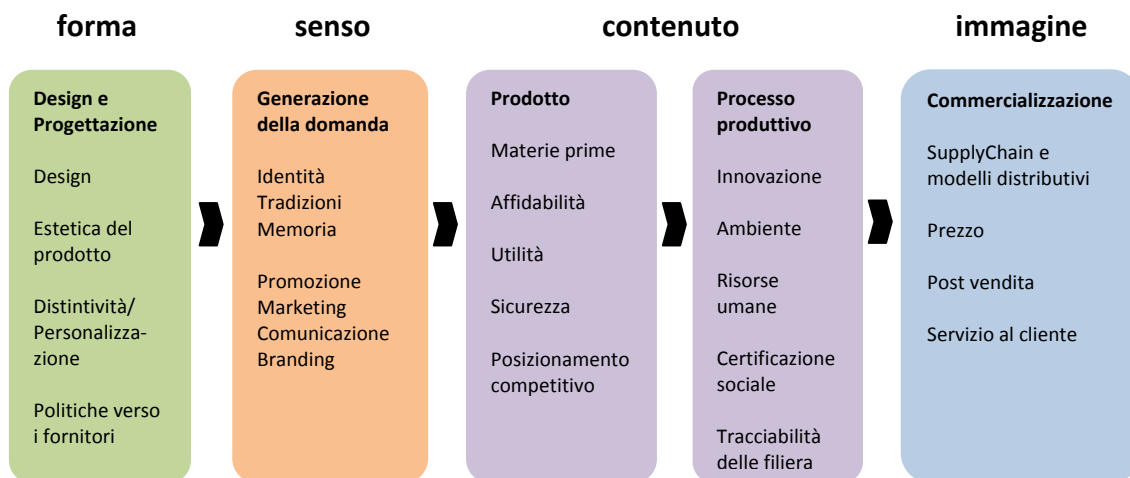 forma
senso
contenuto
immagine
Design e
Progettazione
Design
Estetica del
prodotto
Distintività/
Personalizza-
zione
Politiche verso
i fornitori
Generazione
della domanda
Identità
Tradizioni
Memoria
Promozione
Marketing
Comunicazione
Branding
Prodotto
Materie prime
Affidabilità
Utilità
Sicurezza
Posizionamento
competitivo
Processo
produttivo
Innovazione
Ambiente
Risorse
umane
Certificazione
sociale
Tracciabilità
delle filiera
Commercializzazione
SupplyChain e
modelli distributivi
Prezzo
Post vendita
Servizio al cliente